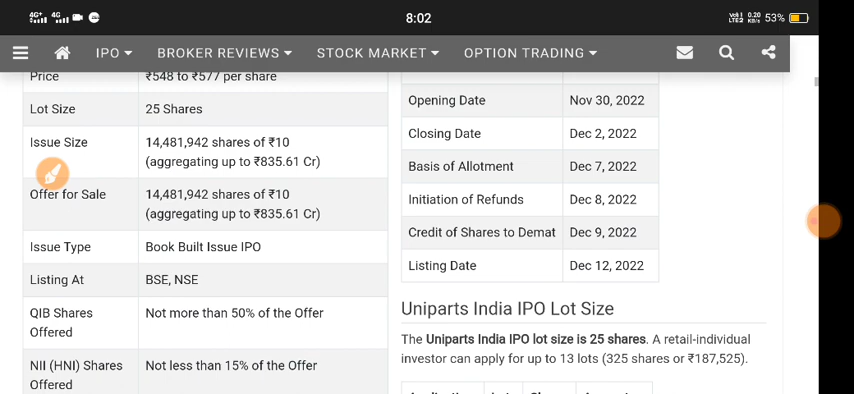 4G+ 4G 8:02 53%
IPO BROKER REVIEWS STOCK MARKET OPTION TRADING
Price ₹548 to ₹577 per share
Lot Size 25 Shares
Issue Size 14,481,942 shares of ₹10
(aggregating up to ₹835.61 Cr)
Offer for Sale 14,481,942 shares of ₹10
(aggregating up to ₹835.61 Cr)
Issue Type Book Built Issue IPO
Listing At BSE, NSE
QIB Shares Not more than 50% of the Offer
Offered
NII (HNI) Shares Not less than 15% of the Offer
Offered
Opening Date Nov 30, 2022
Closing Date Dec 2, 2022
Basis of Allotment Dec 7, 2022
Initiation of Refunds Dec 8, 2022
Credit of Shares to Demat Dec 9, 2022
Listing Date Dec 12, 2022
Uniparts India IPO Lot Size
The Uniparts India IPO lot size is 25 shares. A retail-individual
investor can apply for up to 13 lots (325 shares or ₹187,525).